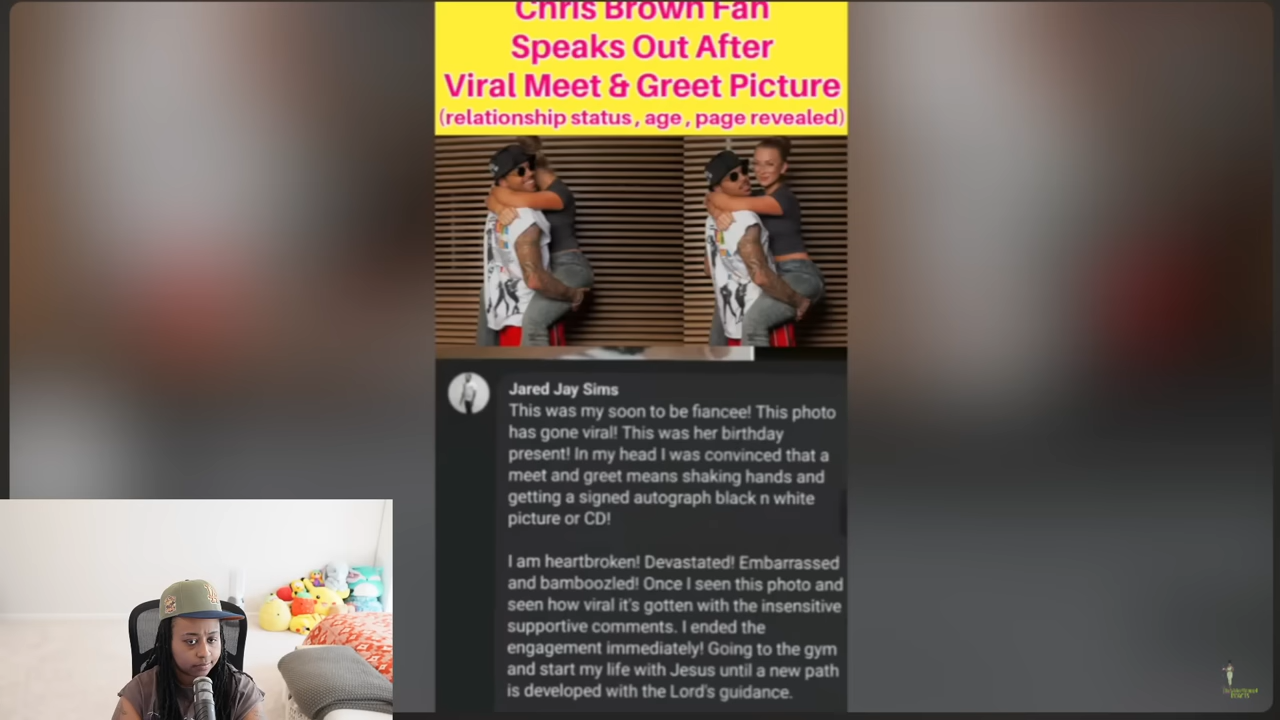 Chris Brown Fan
Speaks Out After
Viral Meet & Greet Picture
(relationship status, age, page revealed)
Jared Jay Sims
This was my soon to be fiancee! This photo
has gone viral! This was her birthday
present! In my head I was convinced that a
meet and greet means shaking hands and
getting a signed autograph black n white
picture or CD!
I am heartbroken! Devastated! Embarrassed
and bamboozled! Once I seen this photo and
seen how viral it's gotten with the insensitive
supportive comments. I ended the
engagement immediately! Going to the gym
and start my life with Jesus until a new path
is developed with the Lord's guidance.